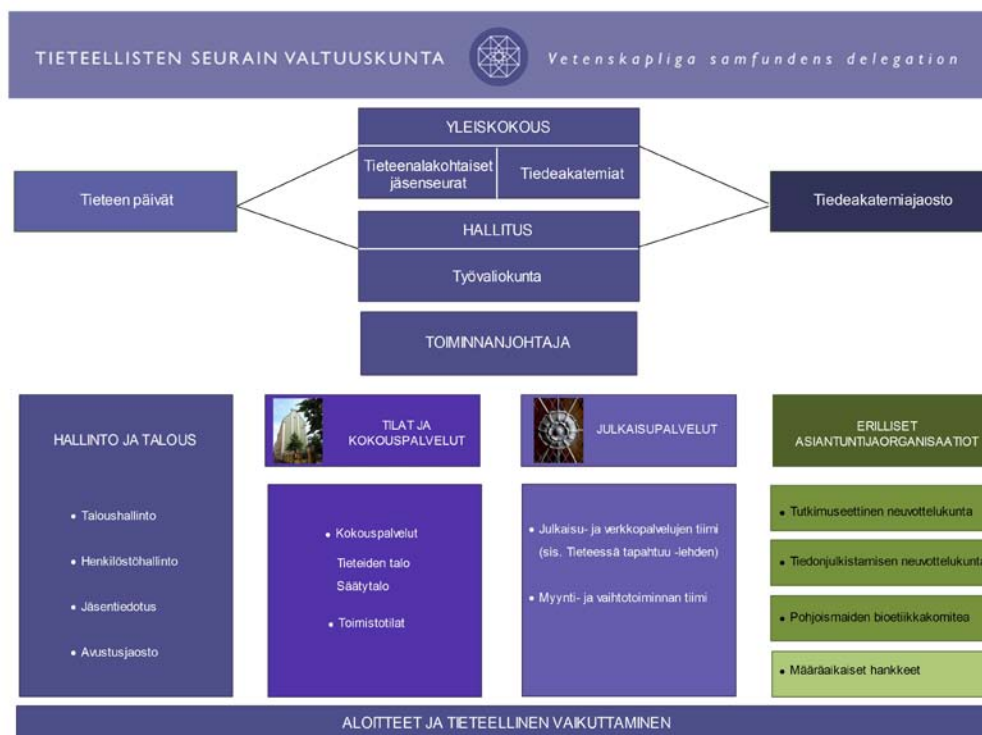 TIETEELLISTEN SEURAIN VALTUUSKUNTA
Vetenskapliga samfundens delegation
YLEISKOKOUS
Tieteenalakohtaiset
jäsenseurat
Tiedeakatemiat
Tieteen päivät
Tiedeakatemiajaosto
HALLITUS
Työvaliokunta
TOIMINNANJOHTAJA
HALLINTO JA TALOUS
• Taloushallinto
• Henkilöstöhallinto
• Jäsentiedotus
• Avustusjaosto
TILAT JA
KOKOUSPALVELUT
• Kokouspalvelut
Tieteiden talo
Säätytalo
• Toimistotilat
JULKAISUPALVELUT
• Julkaisu- ja verkkopalvelujen tiimi
(sis. Tieteessä tapahtuu -lehden)
• Myynti- ja vaihtotoiminnan tiimi
ERILLISET
ASIANTUNTIJAORGANISAATIOT
• Tutkimuseettinen neuvottelukunta
• Tiedonjulkistamisen neuvottelukunta
• Pohjoismaiden bioetiikkakomitea
• Määräaikaiset hankkeet
ALOITTEET JA TIETEELLINEN VAIKUTTAMINEN